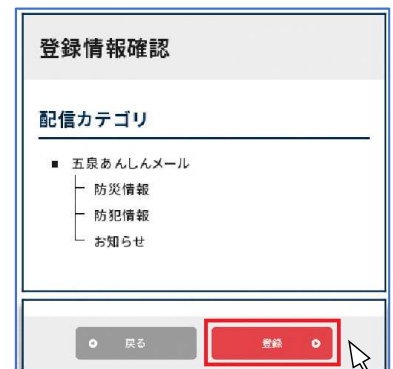 登録情報確認
配信カテゴリ
■ 五泉あんしんメール
防災情報
防犯情報
お知らせ
戻る
登録